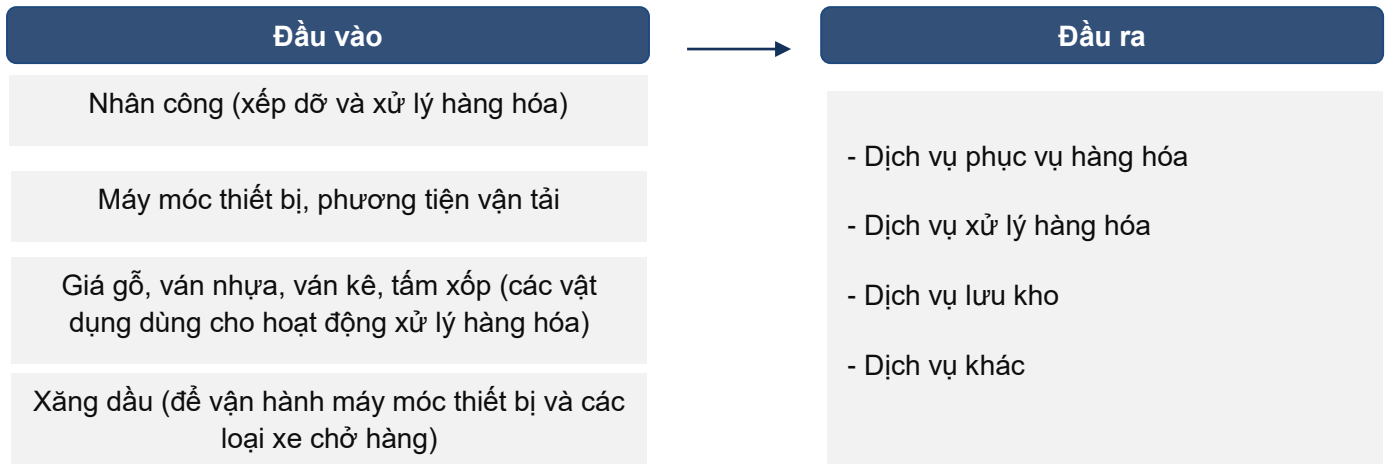 Đầu vào
Nhân công (xếp dỡ và xử lý hàng hóa)
Máy móc thiết bị, phương tiện vận tải
Giá gỗ, ván nhựa, ván kê, tấm xốp (các vật
dụng dùng cho hoạt động xử lý hàng hóa)
Xăng dầu (để vận hành máy móc thiết bị và các
loại xe chở hàng)
Đầu ra
- Dịch vụ phục vụ hàng hóa
- Dịch vụ xử lý hàng hóa
- Dịch vụ lưu kho
- Dịch vụ khác